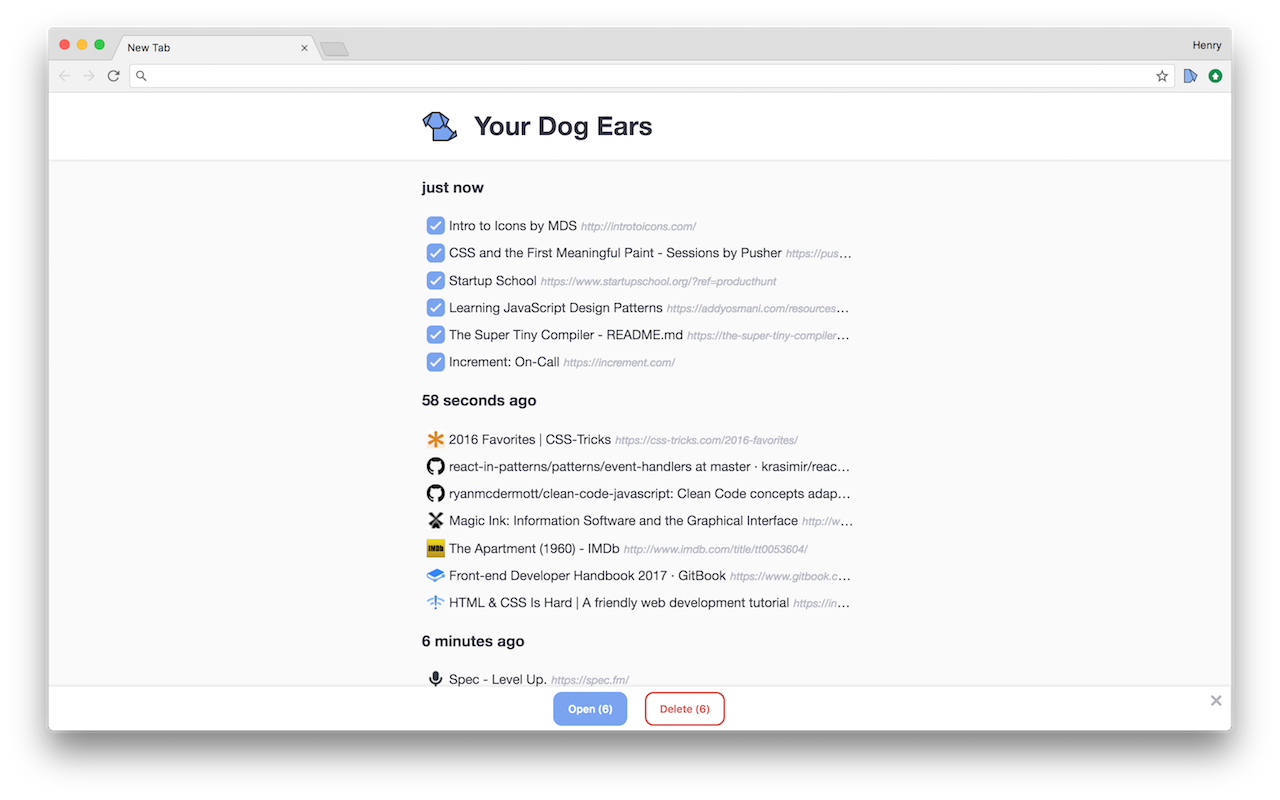 New Tab
Henry
Your Dog Ears
just now
Intro to Icons by MDS http://introtoicons.com/
CSS and the First Meaningful Paint - Sessions by Pusher https://pus…
Startup School https://www.startupschool.org/?ref=producthunt
Learning JavaScript Design Patterns https://addyosmani.com/resources…
The Super Tiny Compiler - README.md https://the-super-tiny-compiler…
Increment: On-Call https://increment.com/
58 seconds ago
2016 Favorites | CSS-Tricks https://css-tricks.com/2016-favorites/
react-in-patterns/patterns/event-handlers at master · krasimir/reac…
ryanmcdermott/clean-code-javascript: Clean Code concepts adap…
Magic Ink: Information Software and the Graphical Interface http://w…
IMDb The Apartment (1960) - IMDb http://www.imdb.com/title/tt0053604/
Front-end Developer Handbook 2017 · GitBook https://www.gitbook.c…
HTML & CSS Is Hard | A friendly web development tutorial https://in…
6 minutes ago
Spec - Level Up. https://spec.fm/
Open (6)
Delete (6)